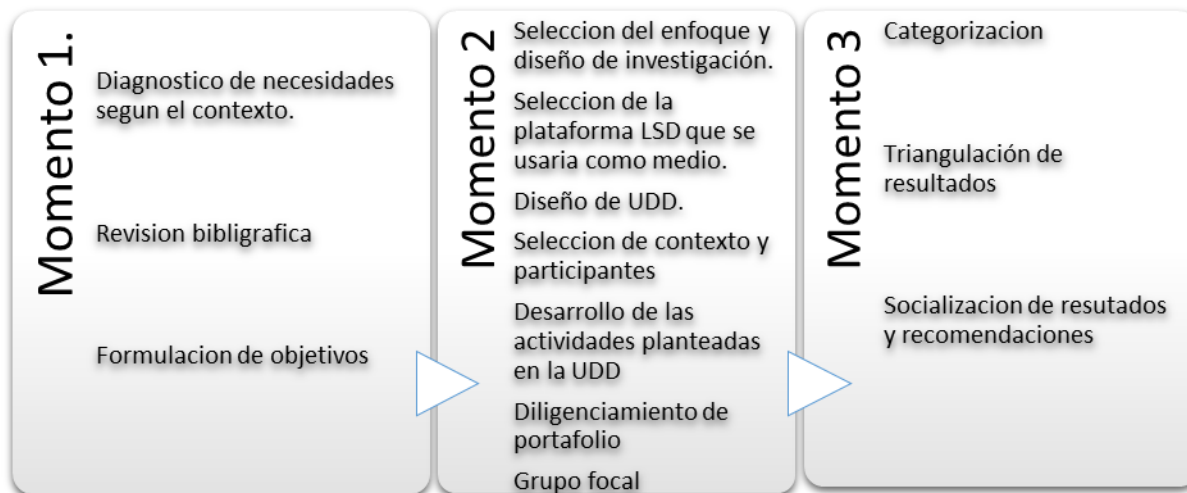 Momento 1.
Diagnostico de necesidades
segun el contexto.
Revision bibligrafica
Formulacion de objetivos
Momento 2
Seleccion del enfoque y
diseño de investigación.
Seleccion de la
plataforma LSD que se
usaria como medio.
Diseño de UDD.
Seleccion de contexto y
participantes
Desarrollo de las
actividades planteadas
en la UDD
Diligenciamiento de
portafolio
Grupo focal
Momento 3
Categorizacion
Triangulación de
resultados
Socializacion de resutados
y recomendaciones